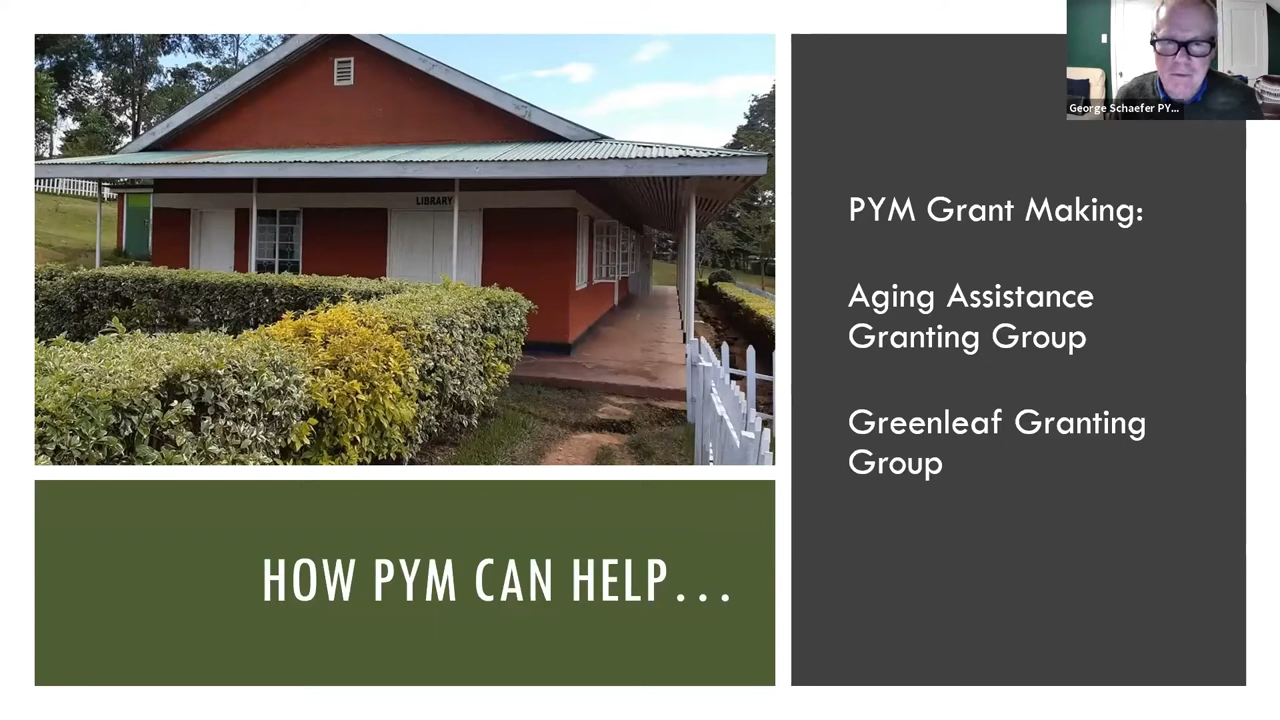 George Schaefer PY...
LIBRARY
PYM Grant Making:
Aging Assistance
Granting Group
Greenleaf Granting
Group
HOW PYM CAN HELP...